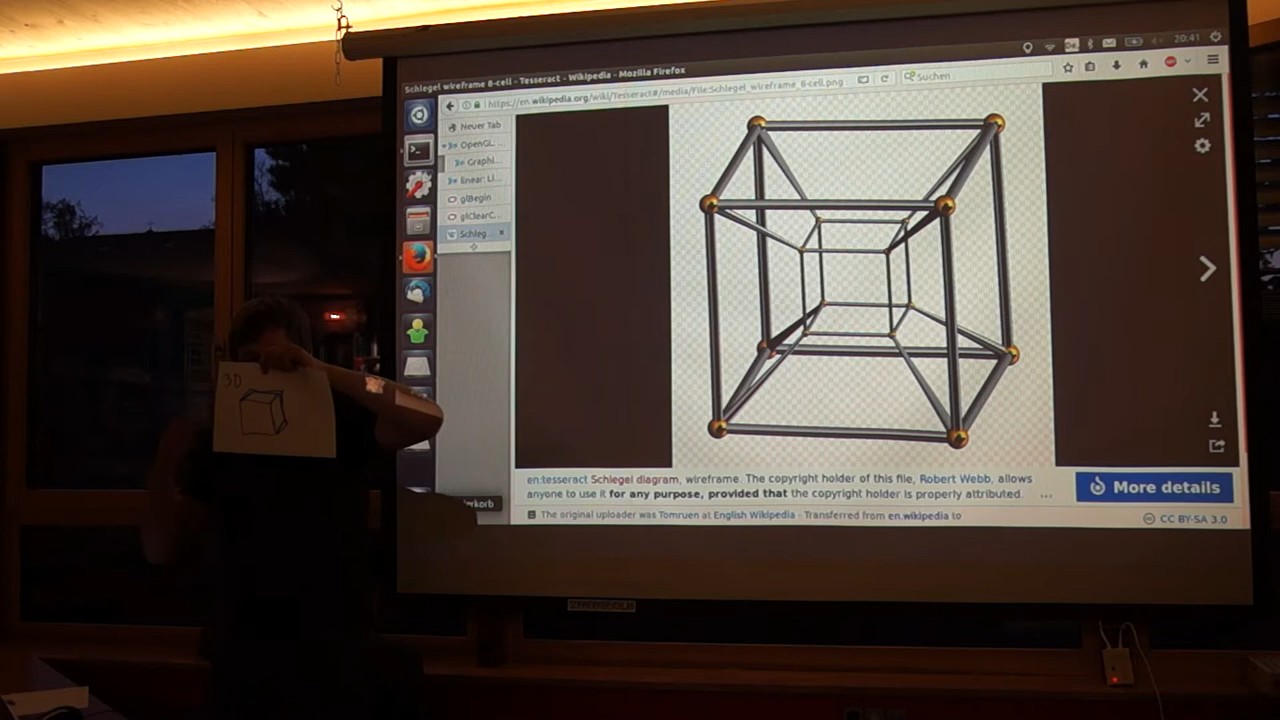 20:41
Schlegel wireframe 8-cell - Tesseract - Wikipedia - Mozilla Firefox
https://en.wikipedia.org/wiki/Tesseract#/media/File:Schlegel_wireframe_8-cell.png
Suchen
Neuer Tab
OpenGL...
Graphi...
linear: Li...
glBegin
glClearC...
Schleg...
3D
en:tesseract Schlegel diagram, wireframe. The copyright holder of this file, Robert Webb, allows
anyone to use it for any purpose, provided that the copyright holder is properly attributed. ...
More details
The original uploader was Tomruen at English Wikipedia - Transferred from en.wikipedia to
CC BY-SA 3.0